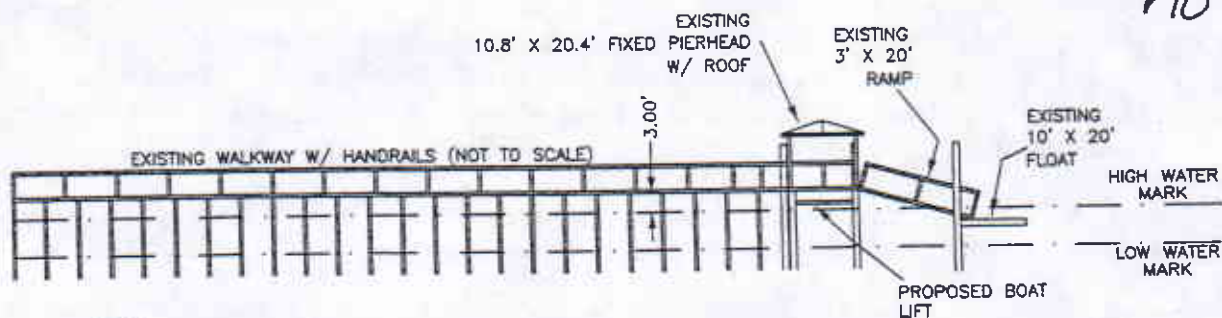 EXISTING
10.8' X 20.4' FIXED PIERHEAD
W/ ROOF
EXISTING
3' X 20'
RAMP
EXISTING
10' X 20'
FLOAT
3.00'
EXISTING WALKWAY W/ HANDRAILS (NOT TO SCALE)
HIGH WATER
MARK
LOW WATER
MARK
PROPOSED BOAT
LIFT